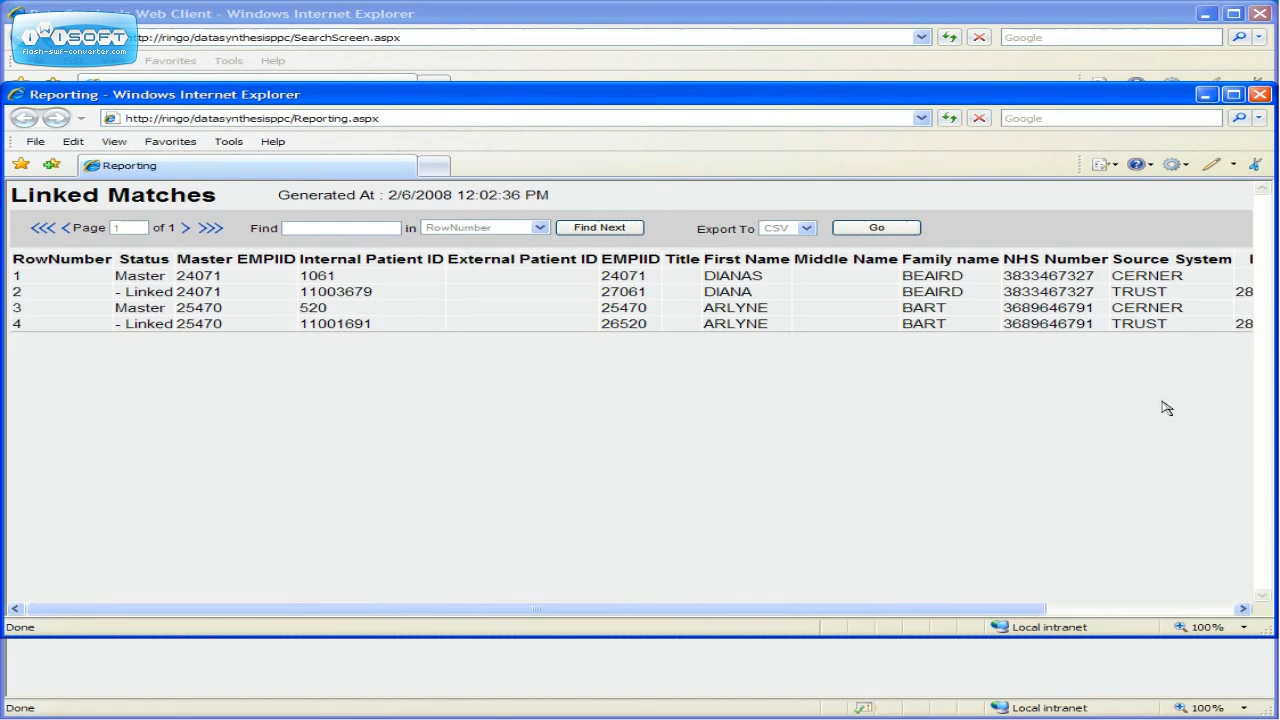 Web Client - Windows Internet Explorer
iWiSOFT
flash-swf-converter.com
http://ringo/datasynthesisppc/SearchScreen.aspx
Google
Favorites Tools Help
Reporting - Windows Internet Explorer
http://ringo/datasynthesisppc/Reporting.aspx
Google
File Edit View Favorites Tools Help
Reporting
Linked Matches Generated At : 2/6/2008 12:02:36 PM
Page 1 of 1 Find in RowNumber Find Next Export To CSV Go
RowNumber Status Master EMPIID Internal Patient ID External Patient ID EMPIID Title First Name Middle Name Family name NHS Number Source System
1 Master 24071 1061 24071 DIANAS BEAIRD 3833467327 CERNER
2 - Linked 24071 11003679 27061 DIANA BEAIRD 3833467327 TRUST 28
3 Master 25470 520 25470 ARLYNE BART 3689646791 CERNER
4 - Linked 25470 11001691 26520 ARLYNE BART 3689646791 TRUST 28
Done Local intranet 100%
Done Local intranet 100%